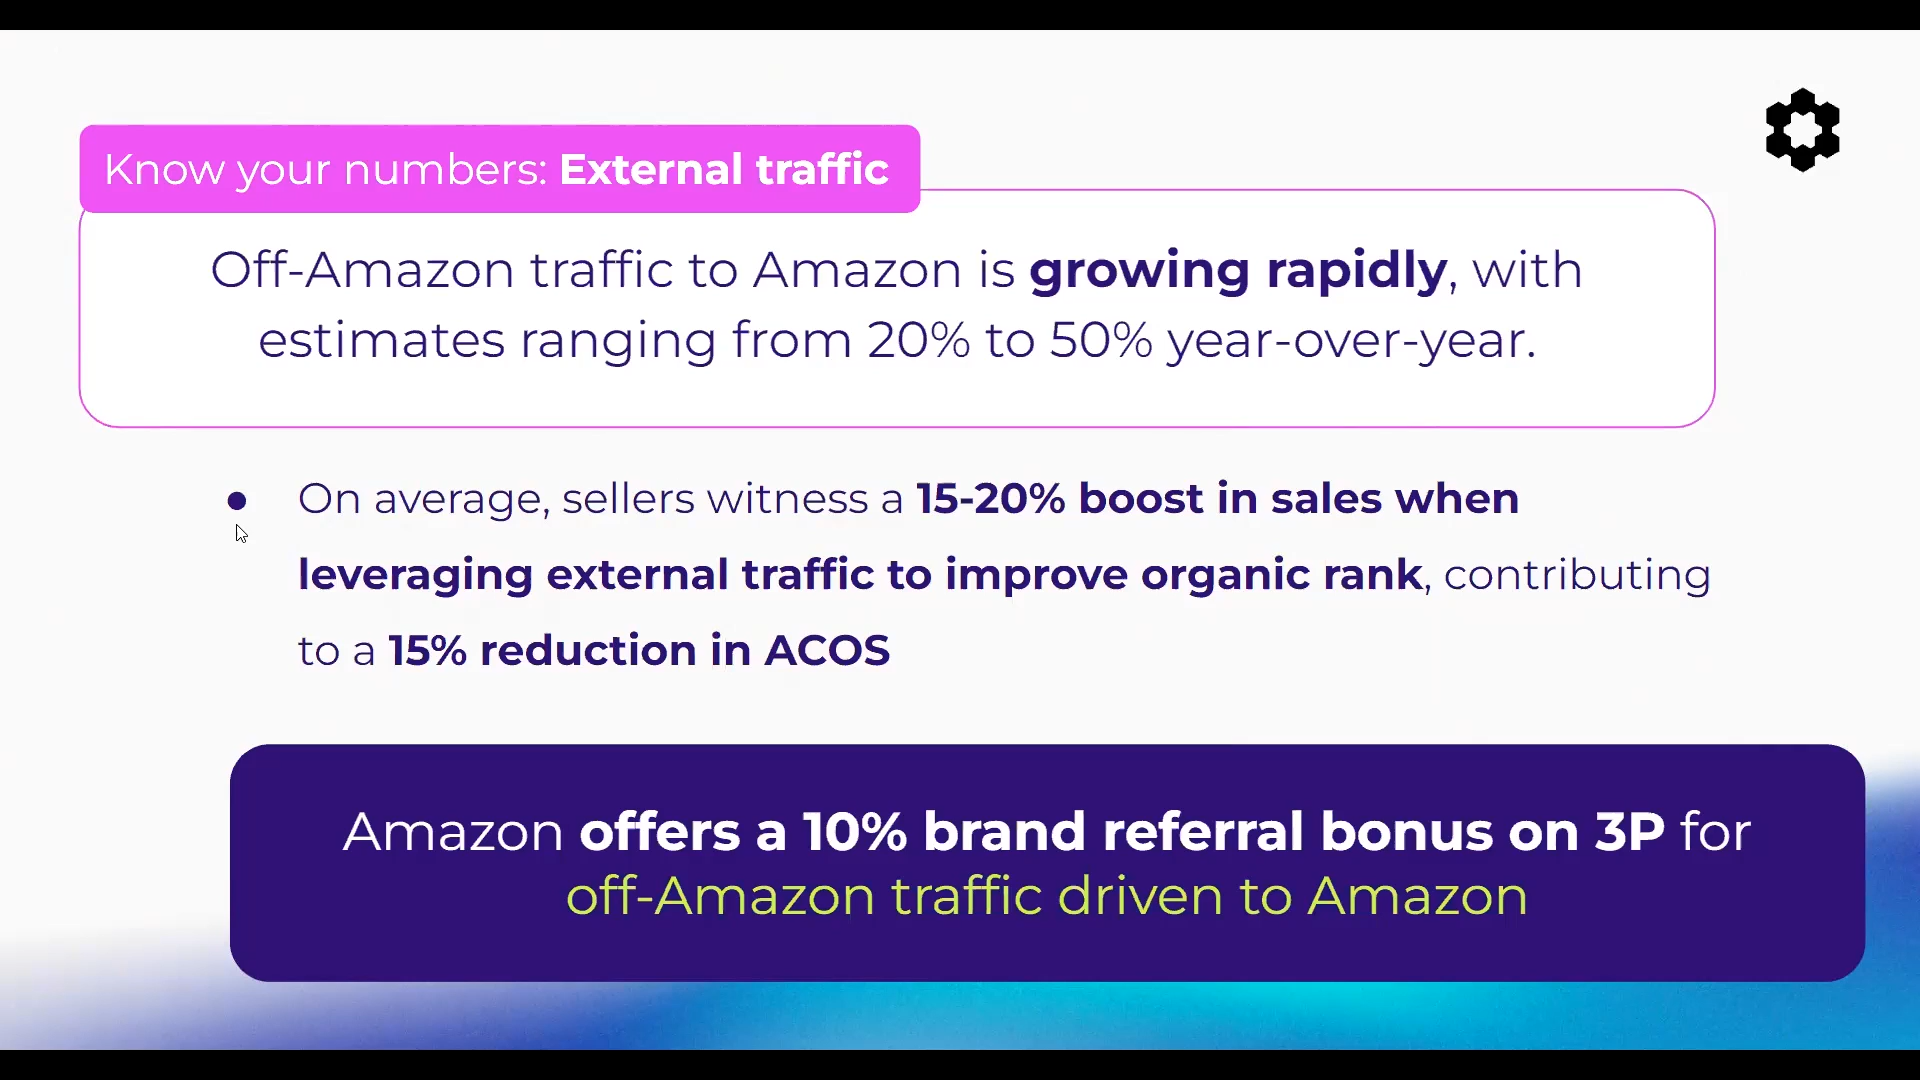 Know your numbers: External traffic
Off-Amazon traffic to Amazon is growing rapidly, with
estimates ranging from 20% to 50% year-over-year.
On average, sellers witness a 15-20% boost in sales when
leveraging external traffic to improve organic rank, contributing
to a 15% reduction in ACOS
Amazon offers a 10% brand referral bonus on 3P for
off-Amazon traffic driven to Amazon